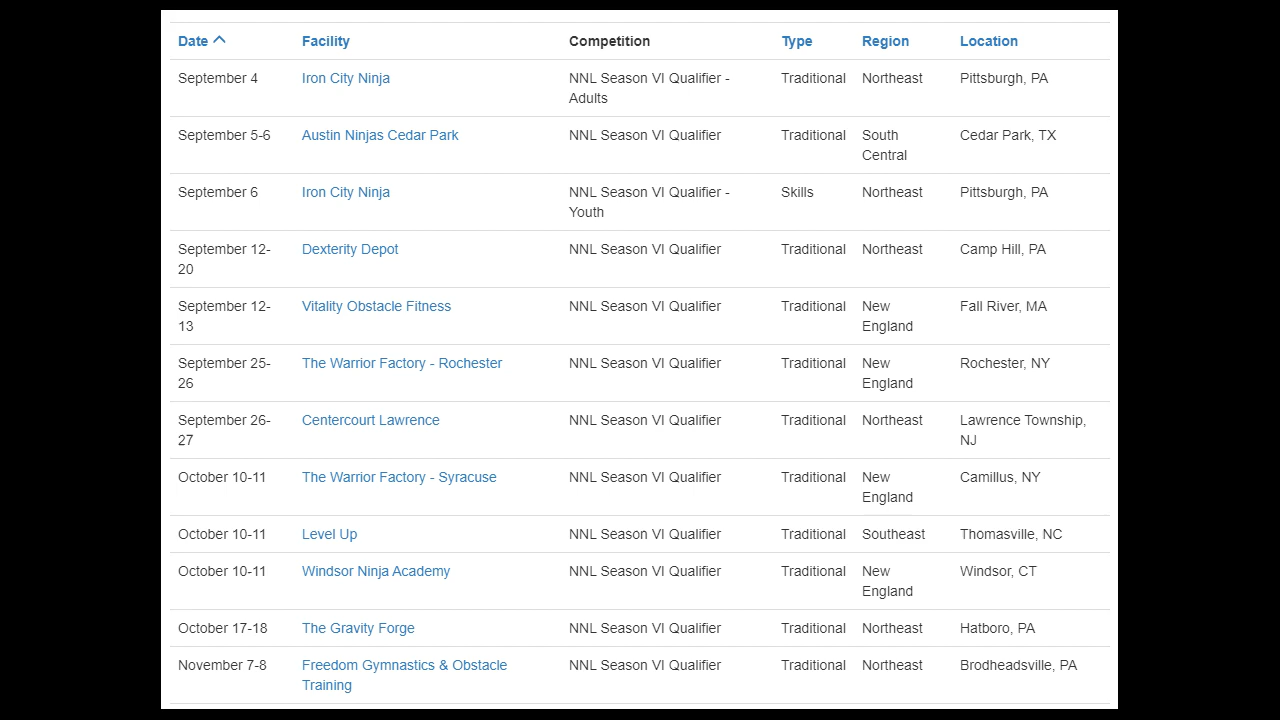 Date Facility Competition Type Region Location
September 4 Iron City Ninja NNL Season VI Qualifier - Traditional Northeast Pittsburgh, PA
Adults
September 5-6 Austin Ninjas Cedar Park NNL Season VI Qualifier Traditional South Cedar Park, TX
Central
September 6 Iron City Ninja NNL Season VI Qualifier - Skills Northeast Pittsburgh, PA
Youth
September 12- Dexterity Depot NNL Season VI Qualifier Traditional Northeast Camp Hill, PA
20
September 12- Vitality Obstacle Fitness NNL Season VI Qualifier Traditional New Fall River, MA
13 England
September 25- The Warrior Factory - Rochester NNL Season VI Qualifier Traditional New Rochester, NY
26 England
September 26- Centercourt Lawrence NNL Season VI Qualifier Traditional Northeast Lawrence Township,
27 NJ
October 10-11 The Warrior Factory - Syracuse NNL Season VI Qualifier Traditional New Camillus, NY
England
October 10-11 Level Up NNL Season VI Qualifier Traditional Southeast Thomasville, NC
October 10-11 Windsor Ninja Academy NNL Season VI Qualifier Traditional New Windsor, CT
England
October 17-18 The Gravity Forge NNL Season VI Qualifier Traditional Northeast Hatboro, PA
November 7-8 Freedom Gymnastics & Obstacle NNL Season VI Qualifier Traditional Northeast Brodheadsville, PA
Training